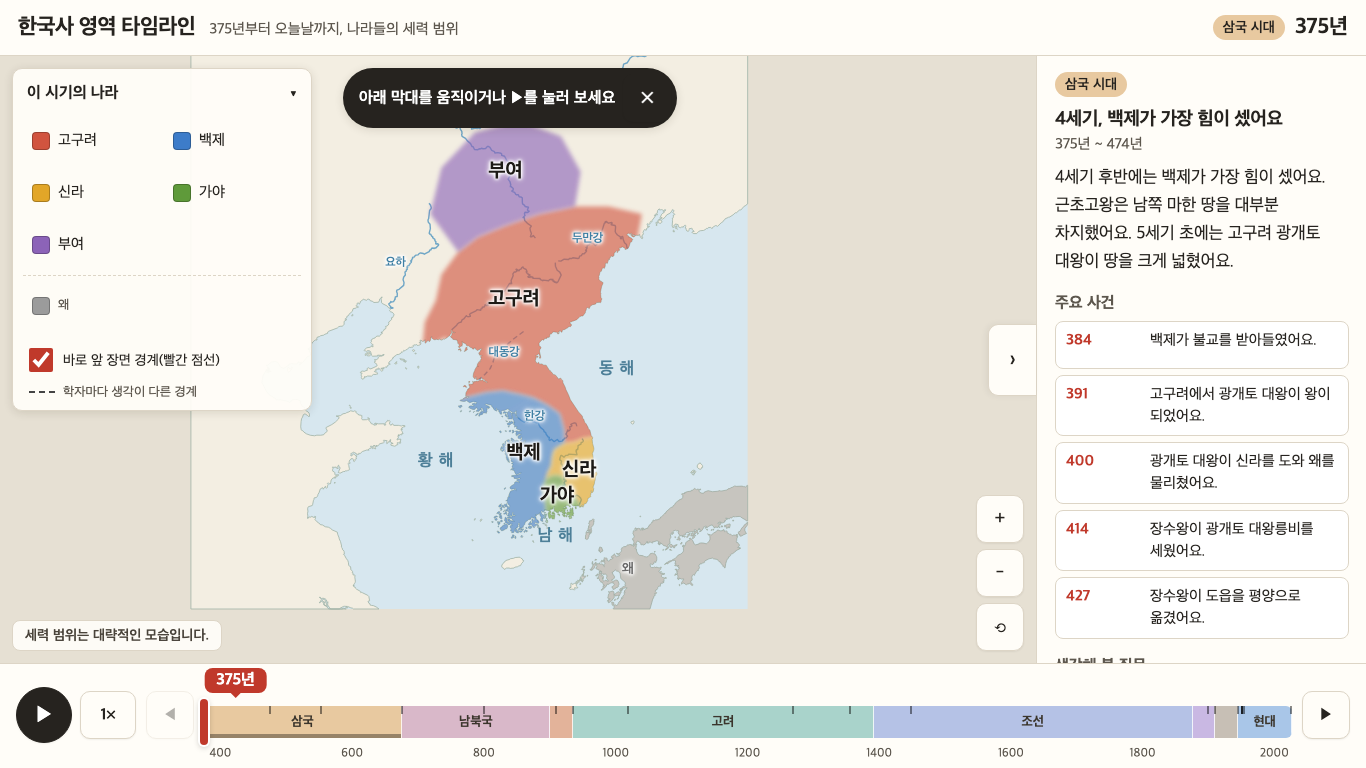 한국사 영역 타임라인
375년부터 오늘날까지, 나라들의 세력 범위
삼국 시대
375년
이 시기의 나라
▼
고구려
백제
신라
가야
부여
왜
바로 앞 장면 경계(빨간 점선)
학자마다 생각이 다른 경계
아래 막대를 움직이거나 ▶를 눌러 보세요
✕
부여
두만강
요하
고구려
대동강
동 해
한강
백제
황 해
신라
가야
남 해
왜
›
+
−
⟲
세력 범위는 대략적인 모습입니다.
삼국 시대
4세기, 백제가 가장 힘이 셌어요
375년 ~ 474년
4세기 후반에는 백제가 가장 힘이 셌어요.
근초고왕은 남쪽 마한 땅을 대부분
차지했어요. 5세기 초에는 고구려 광개토
대왕이 땅을 크게 넓혔어요.
주요 사건
384 백제가 불교를 받아들였어요.
391 고구려에서 광개토 대왕이 왕이
되었어요.
400 광개토 대왕이 신라를 도와 왜를
물리쳤어요.
414 장수왕이 광개토 대왕릉비를
세웠어요.
427 장수왕이 도읍을 평양으로
옮겼어요.
375년
1×
삼국
남북국
고려
조선
현대
400
600
800
1000
1200
1400
1600
1800
2000